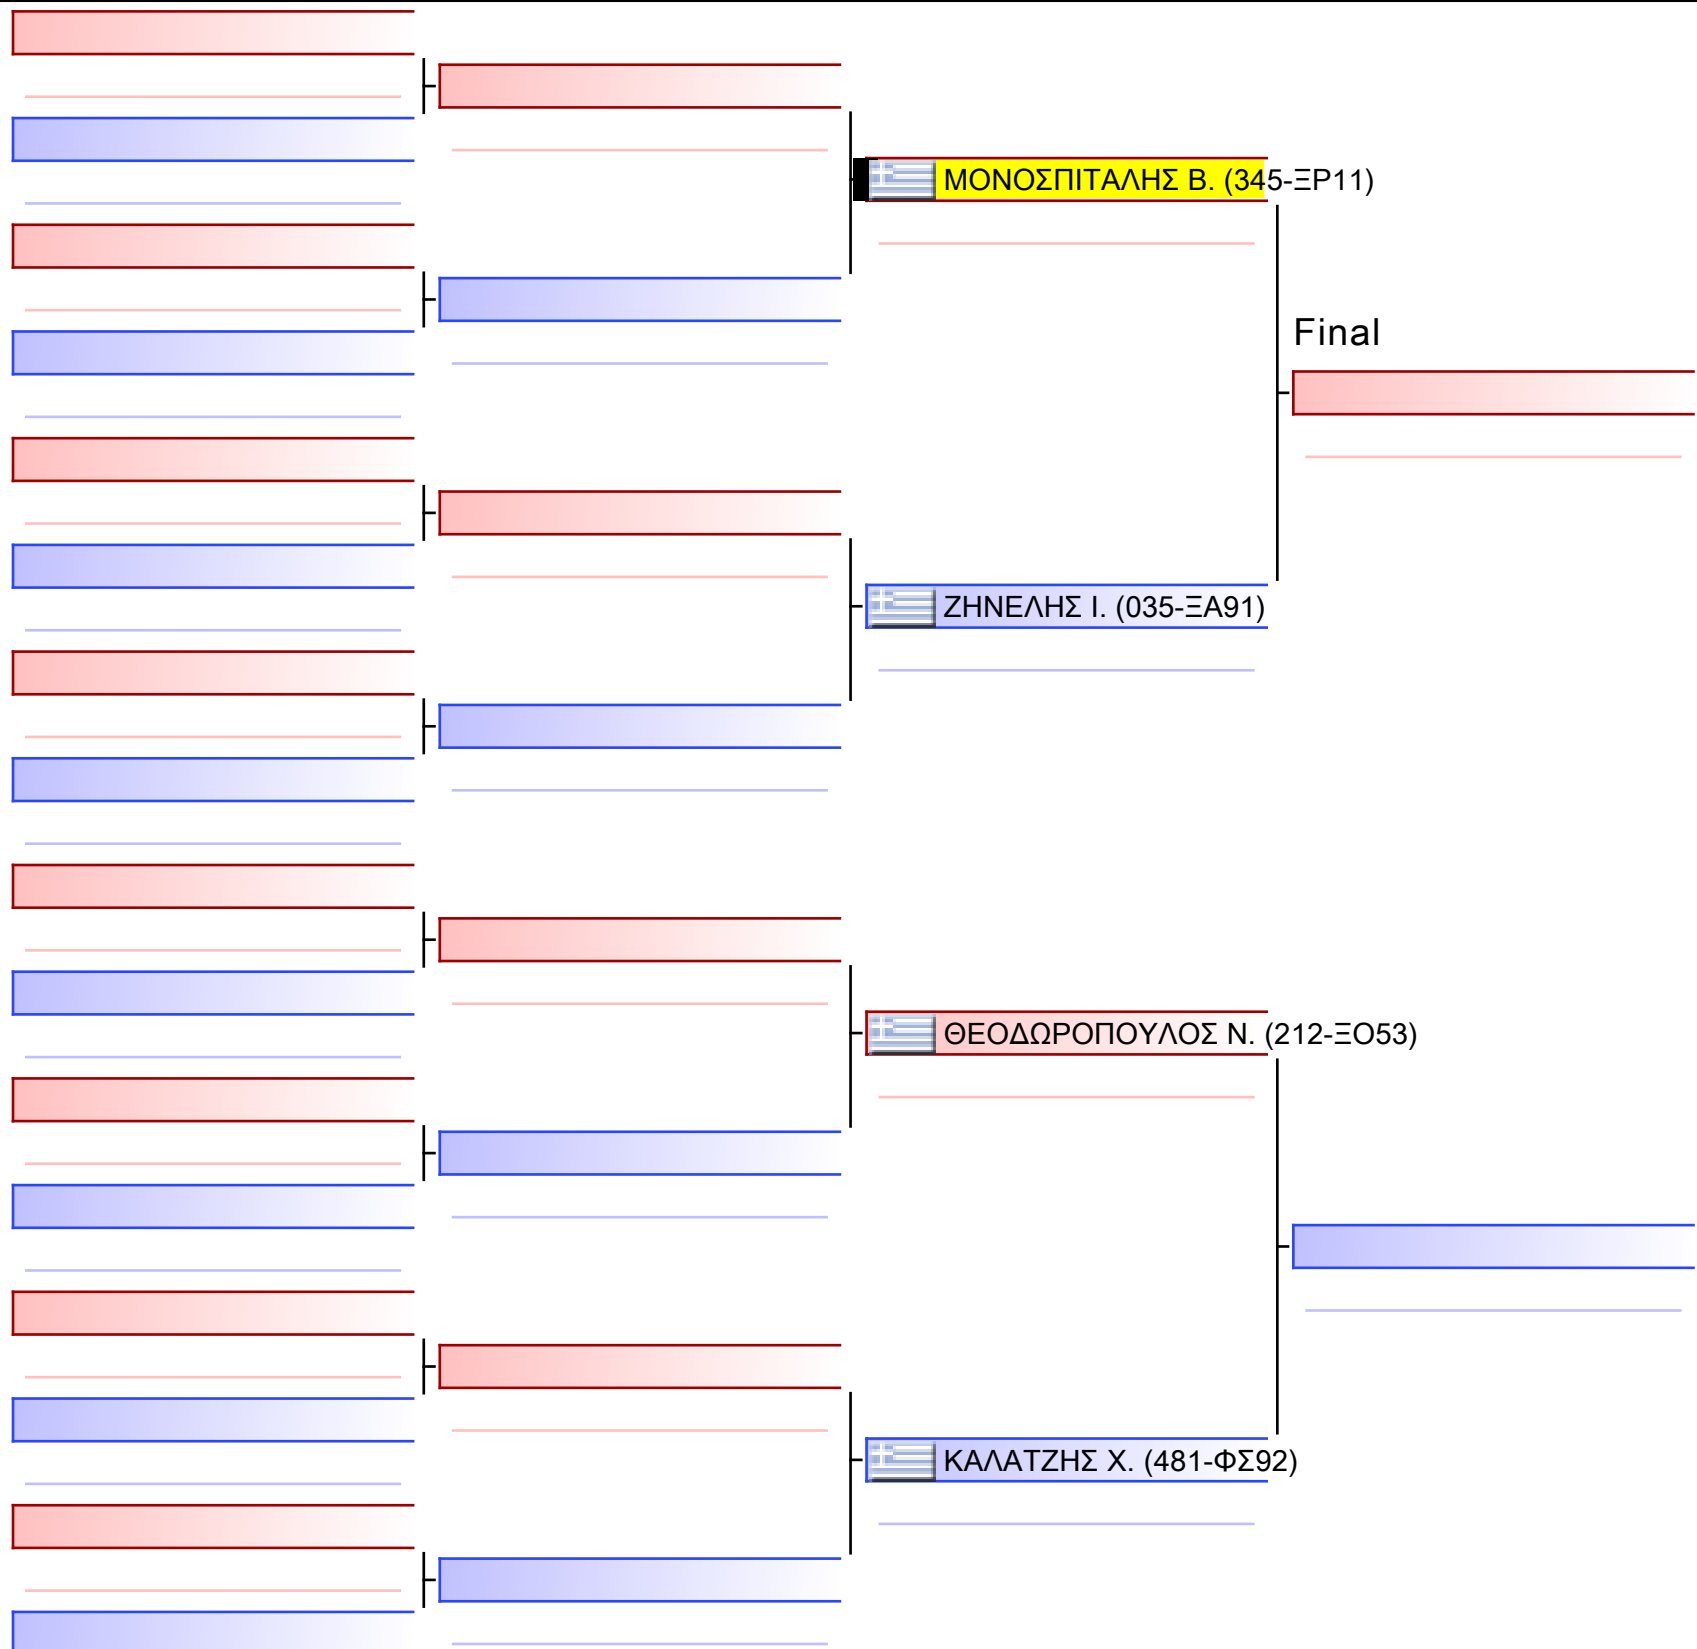 ΜΟΝΟΣΠΙΤΑΛΗΣ Β. (345-ΞΡ11)
Final
ΖΗΝΕΛΗΣ Ι. (035-ΞΑ91)
ΘΕΟΔΩΡΟΠΟΥΛΟΣ Ν. (212-ΞΟ53)
ΚΑΛΑΤΖΗΣ Χ. (481-ΦΣ92)